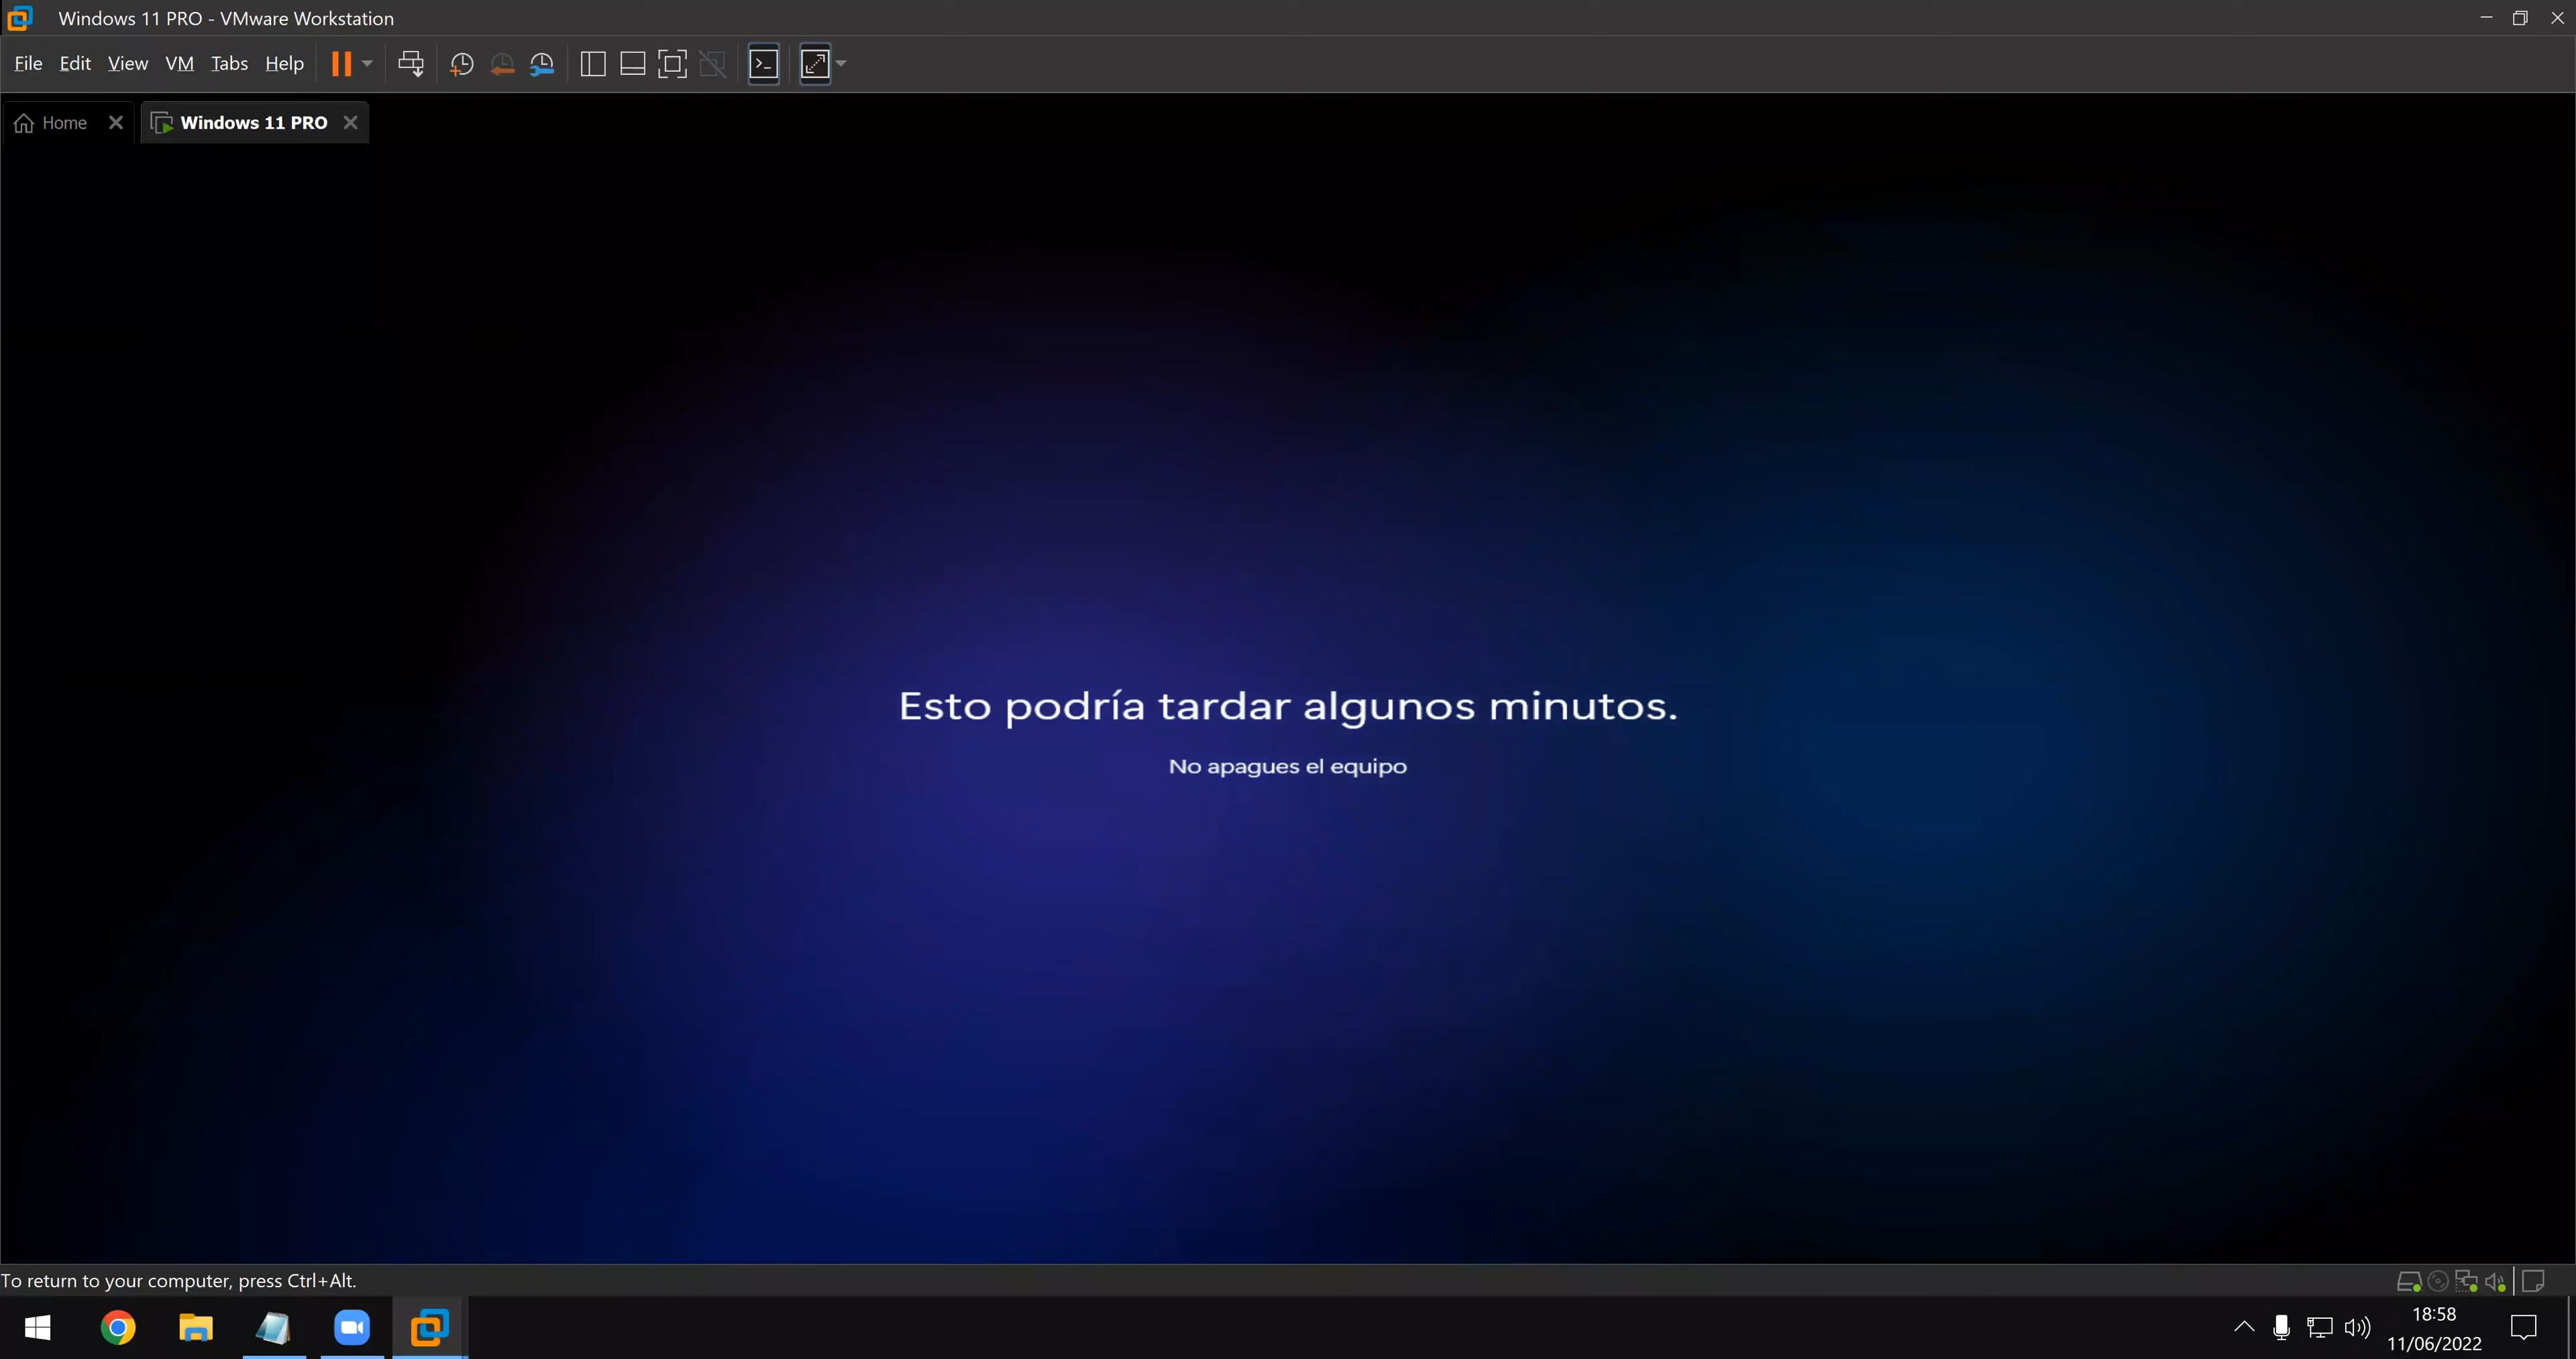 Windows 11 PRO - VMware Workstation
File Edit View VM Tabs Help
Home Windows 11 PRO
Esto podría tardar algunos minutos.
No apagues el equipo
To return to your computer, press Ctrl+Alt.
18:58
11/06/2022